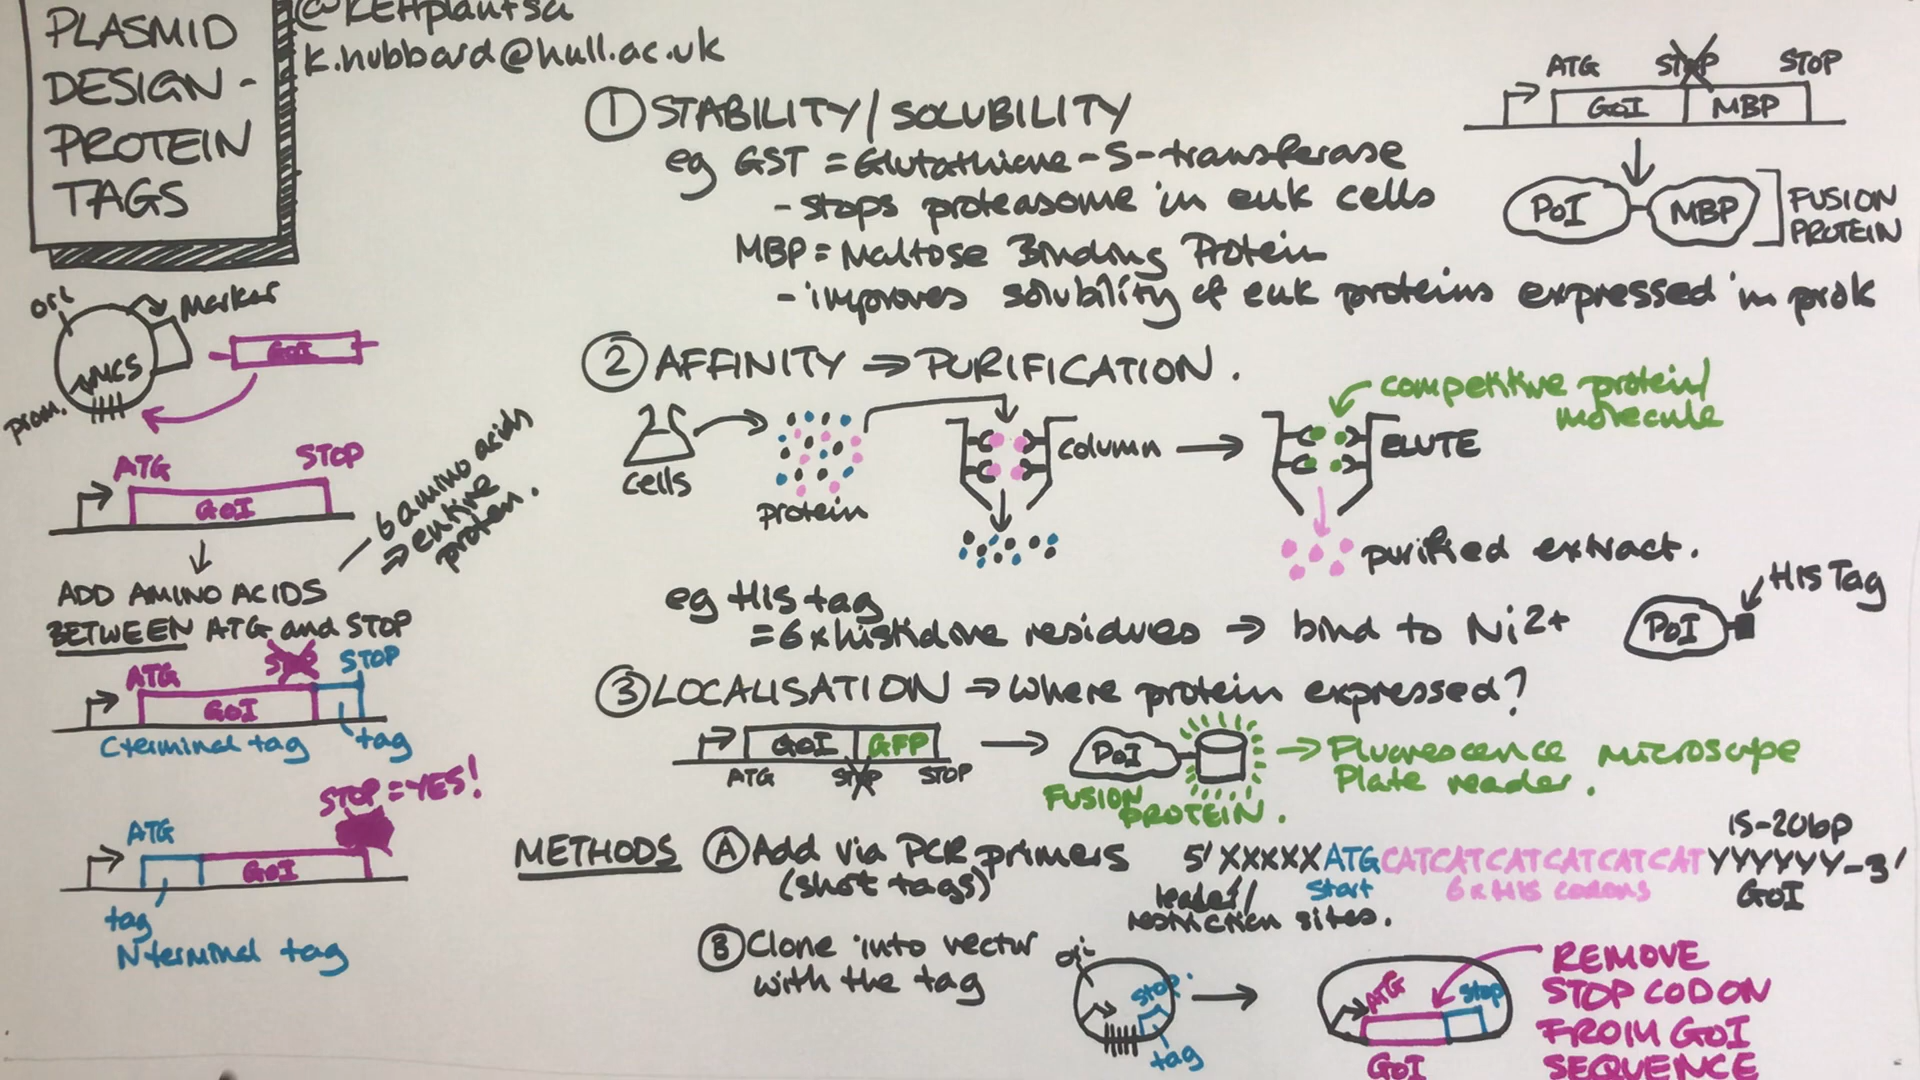 PLASMID
DESIGN -
PROTEIN
TAGS
@KEHplantsci
k.hubbard@hull.ac.uk
ori
Marker
MCS
prom.
GoI
ATG
STOP
GoI
6 amino acids
⇒ entire
protein.
ADD AMINO ACIDS
BETWEEN ATG and STOP
ATG
STOP
STOP
GoI
C terminal tag
tag
STOP = YES!
ATG
GoI
tag
N terminal tag
① STABILITY/SOLUBILITY
eg GST = Glutathione-S-transferase
- stops proteasome in euk cells
MBP = Maltose Binding Protein
- improves solubility of euk proteins expressed in prok
ATG
STOP
STOP
GoI
MBP
PoI
MBP
FUSION
PROTEIN
② AFFINITY ⇒ PURIFICATION.
cells
protein
column
competitive protein/
molecule
ELUTE
purified extract.
eg His tag
= 6 x histidine residues → bind to Ni2+
PoI
His Tag
③ LOCALISATION ⇒ where protein expressed?
GoI
GFP
ATG
STOP
STOP
PoI
FUSION
PROTEIN.
→ Fluorescence microscope
Plate reader.
METHODS
Ⓐ Add via PCR primers
(short tags)
15-20bp
5' XXXXXATGCATCATCATCATCATCATYYYYYY-3'
leader/
restriction sites.
Start
6 x His codons
GoI
Ⓑ Clone into vector
with the tag
ori
STOP
tag
ATG
Stop
GoI
REMOVE
STOP CODON
FROM GOI
SEQUENCE